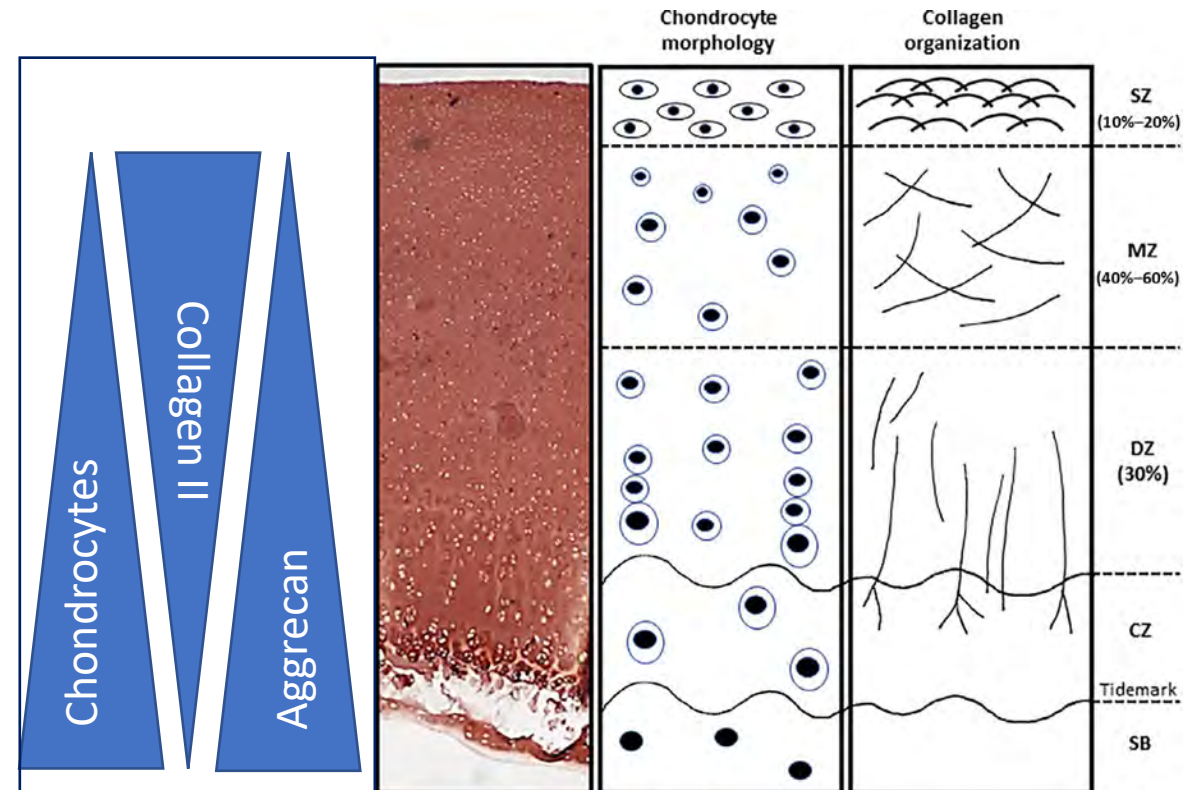 Chondrocyte
morphology
Collagen
organization
Chondrocytes
Collagen II
Aggrecan
SZ
(10%–20%)
MZ
(40%–60%)
DZ
(30%)
CZ
Tidemark
SB